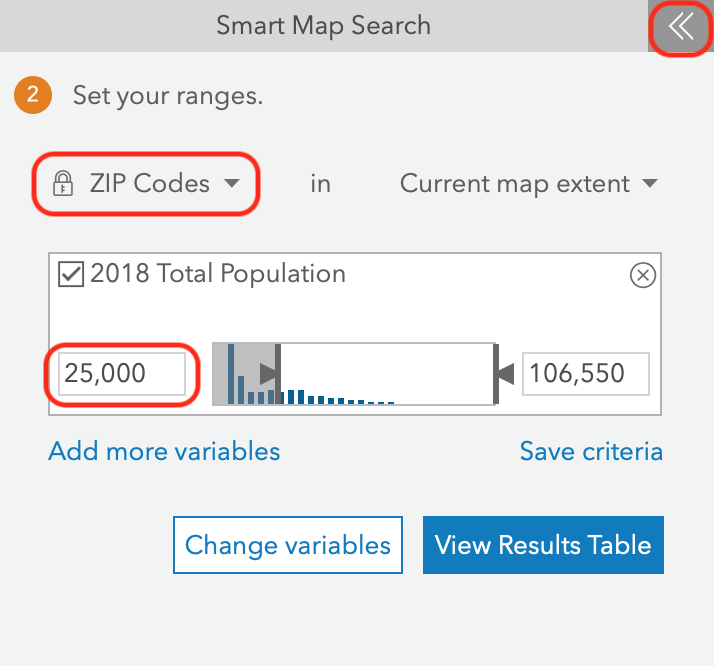 Smart Map Search
2 Set your ranges.
ZIP Codes in Current map extent
2018 Total Population
25,000 106,550
Add more variables Save criteria
Change variables View Results Table